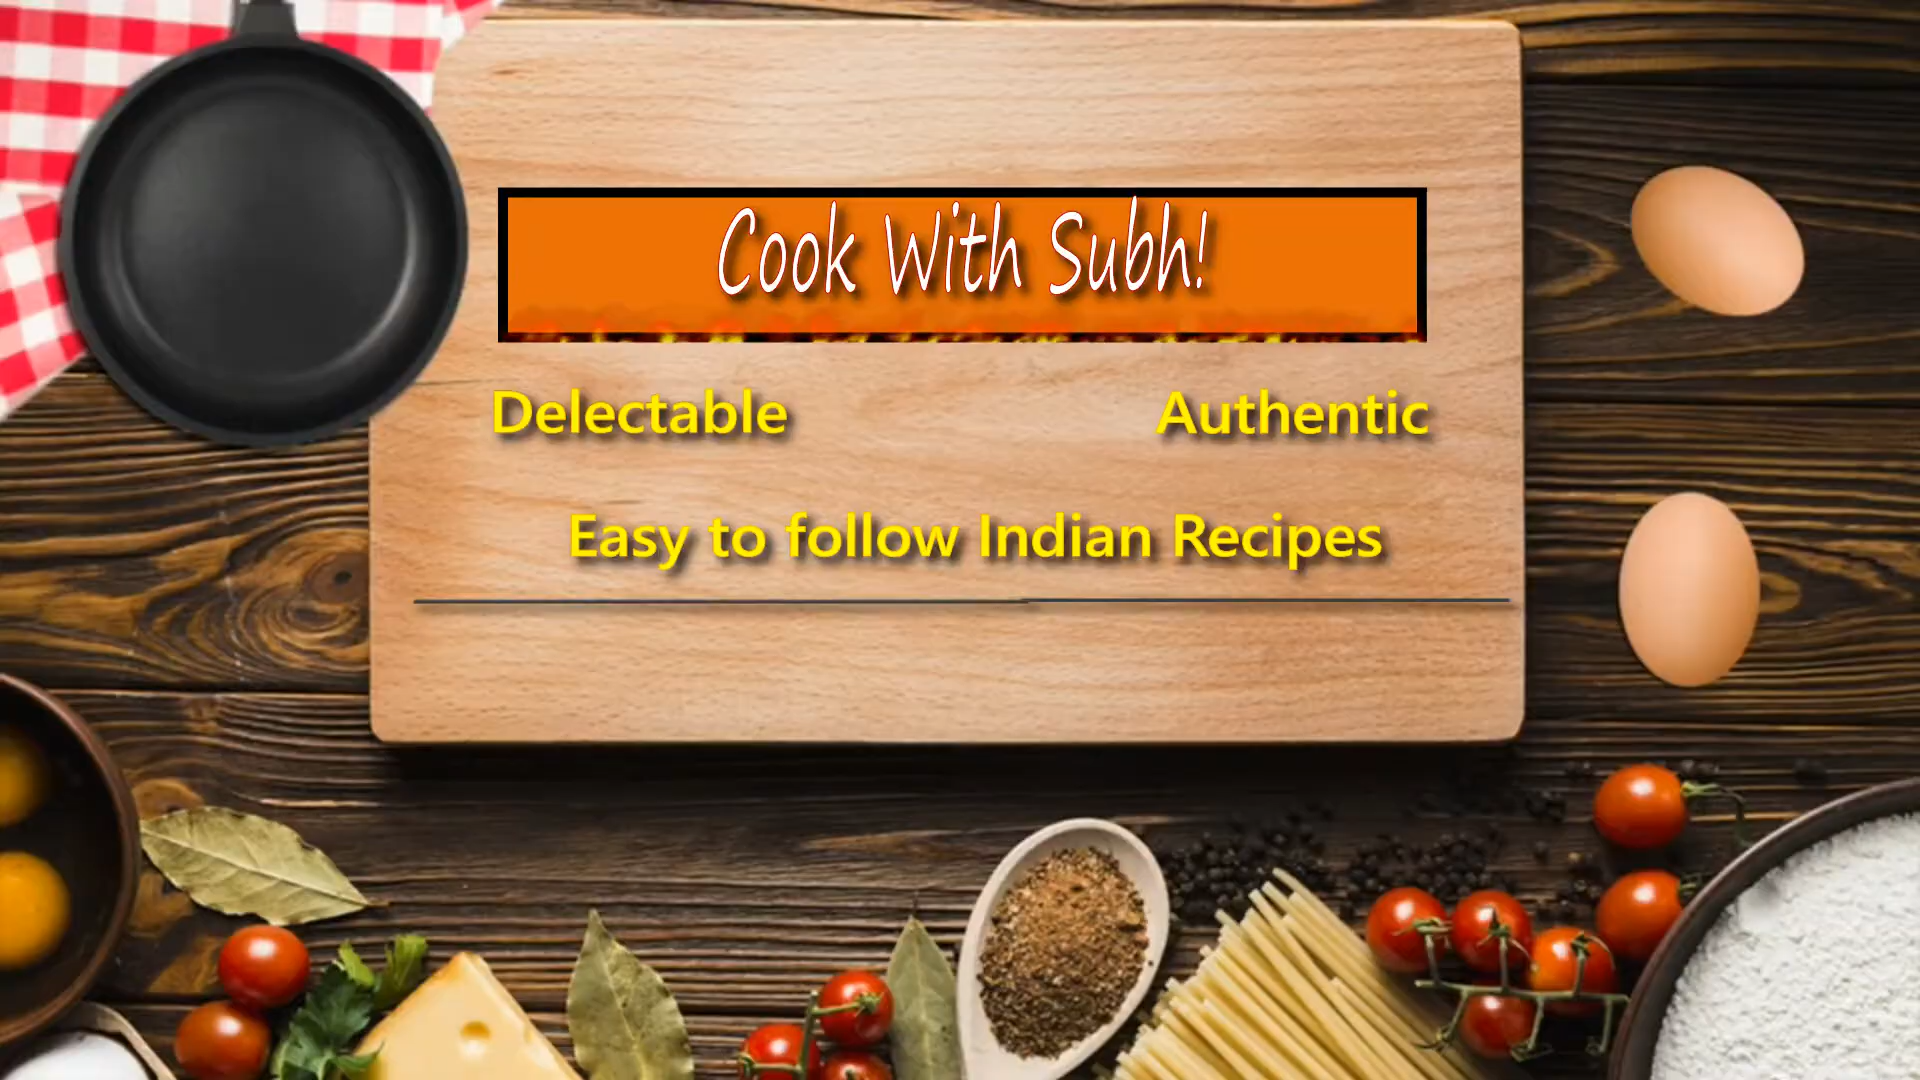 Cook With Subh!
Delectable Authentic
Easy to follow Indian Recipes